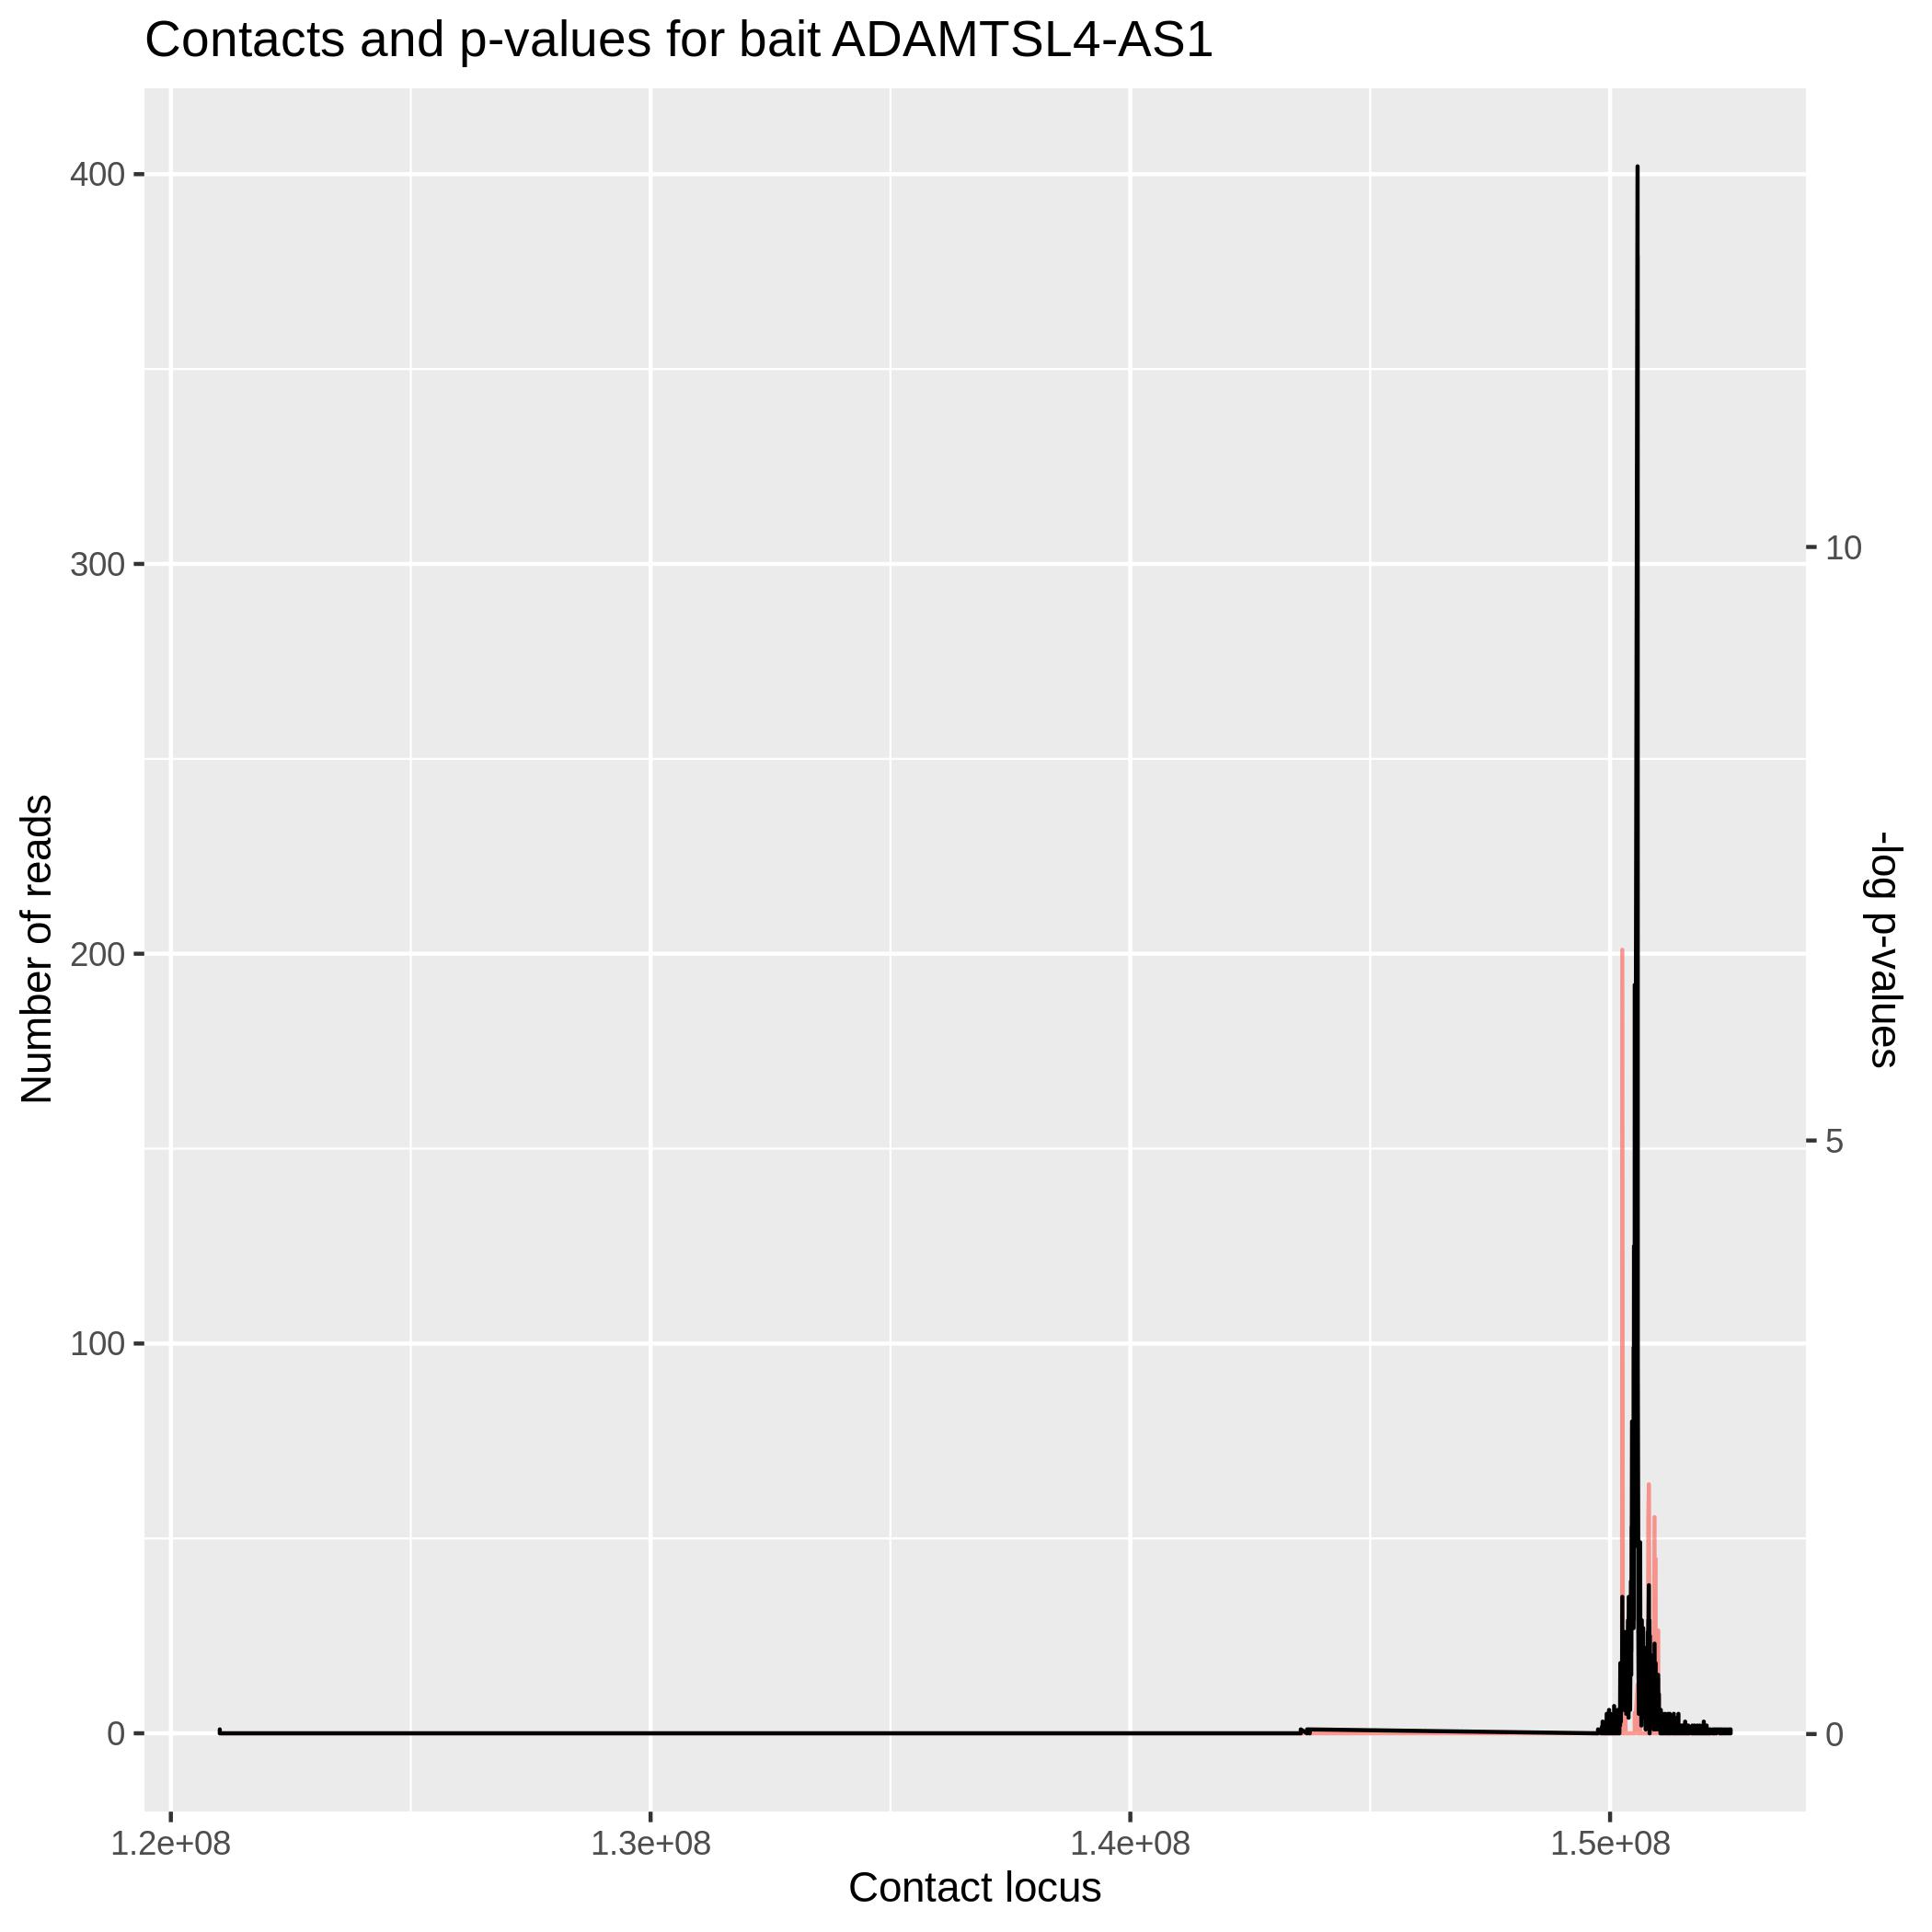 Contacts and p-values for bait ADAMTSL4-AS1
400
300
200
100
0
Number of reads
10
5
0
-log p-values
1.2e+08
1.3e+08
1.4e+08
1.5e+08
Contact locus